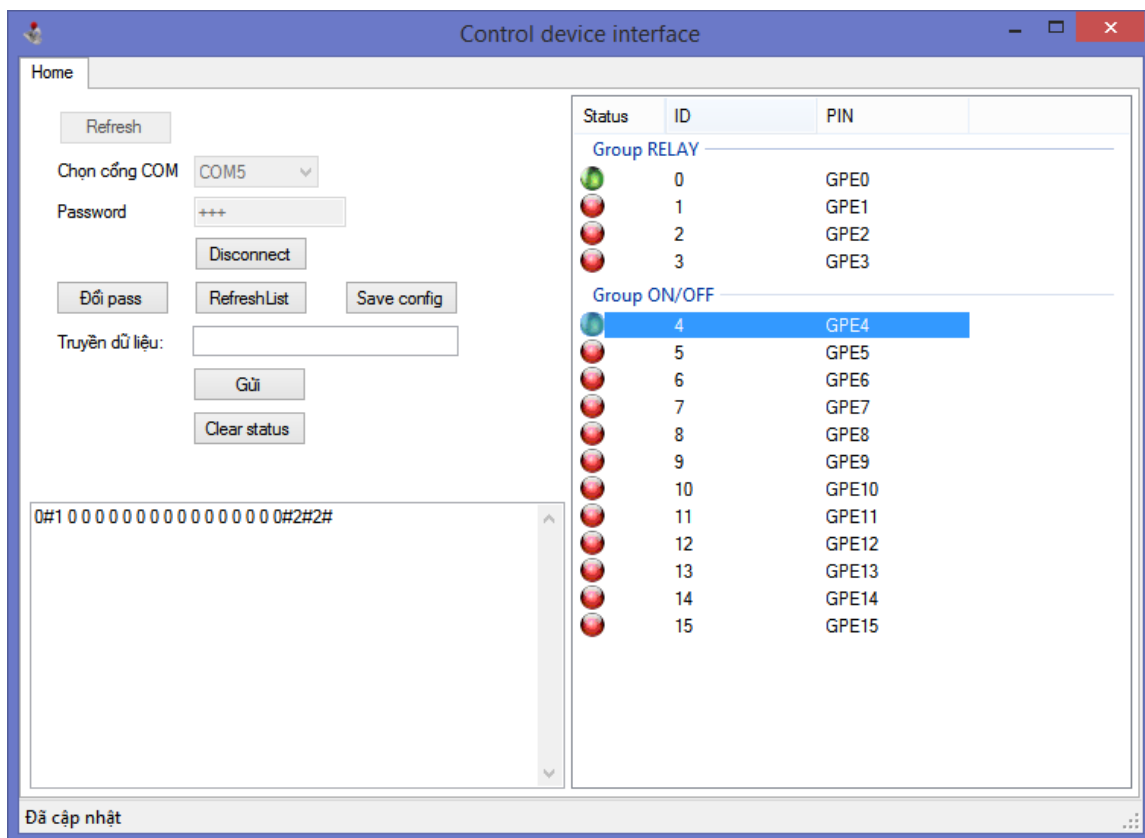 Control device interface
Home
Refresh
Chọn cổng COM COM5
Password +++
Disconnect
Đổi pass RefreshList Save config
Truyền dữ liệu:
Gửi
Clear status
0#1 0 0 0 0 0 0 0 0 0 0 0 0 0 0 0 0#2#2#
Status ID PIN
Group RELAY
0 GPE0
1 GPE1
2 GPE2
3 GPE3
Group ON/OFF
4 GPE4
5 GPE5
6 GPE6
7 GPE7
8 GPE8
9 GPE9
10 GPE10
11 GPE11
12 GPE12
13 GPE13
14 GPE14
15 GPE15
Đã cập nhật